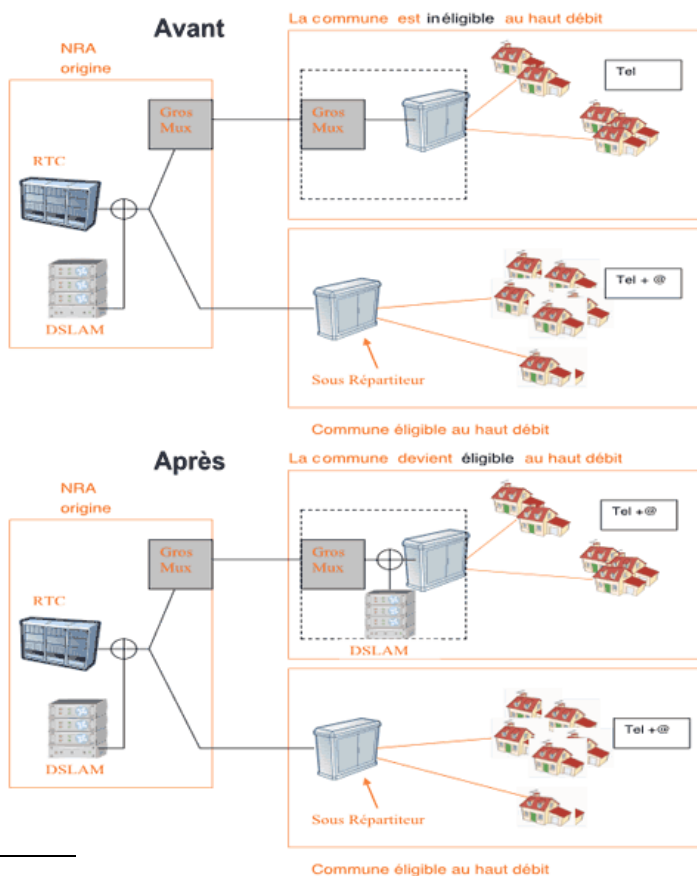 Avant
La commune est inéligible au haut débit
NRA
origine
Gros
Mux
Gros
Mux
Tel
RTC
DSLAM
Tel + @
Sous Répartiteur
Commune éligible au haut débit
Après
La commune devient éligible au haut débit
NRA
origine
Gros
Mux
Gros
Mux
Tel +@
RTC
DSLAM
DSLAM
Tel +@
Sous Répartiteur
Commune éligible au haut débit